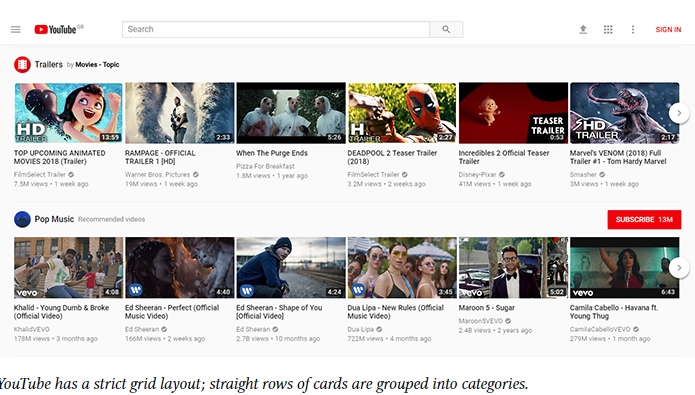 YouTube GB
Search
SIGN IN
Trailers by Movies - Topic
HD TRAILER 13:59
2:33
5:26
HD TRAILER 2:27
TEASER TRAILER 0:53
HD TRAILER 2:17
TOP UPCOMING ANIMATED MOVIES 2018 (Trailer)
FilmSelect Trailer
7.5M views • 1 week ago
RAMPAGE - OFFICIAL TRAILER 1 [HD]
Warner Bros. Pictures
19M views • 1 week ago
When The Purge Ends
Pizza For Breakfast
1.8M views • 1 year ago
DEADPOOL 2 Teaser Trailer (2018)
FilmSelect Trailer
3.2M views • 2 weeks ago
Incredibles 2 Official Teaser Trailer
Disney•Pixar
41M views • 1 week ago
Marvel's VENOM (2018) Full Trailer #1 - Tom Hardy Marvel
Smasher
3M views • 1 week ago
Pop Music Recommended videos
SUBSCRIBE 13M
vevo 4:08
4:40
4:24
3:45
vevo 5:02
vevo 6:43
Khalid - Young Dumb & Broke (Official Video)
KhalidVEVO
178M views • 3 months ago
Ed Sheeran - Perfect (Official Music Video)
Ed Sheeran
166M views • 2 weeks ago
Ed Sheeran - Shape of You [Official Video]
Ed Sheeran
2.7B views • 10 months ago
Dua Lipa - New Rules (Official Music Video)
Dua Lipa
722M views • 4 months ago
Maroon 5 - Sugar
Maroon5VEVO
2.4B views • 2 years ago
Camila Cabello - Havana ft. Young Thug
CamilaCabelloVEVO
279M views • 1 month ago
YouTube has a strict grid layout; straight rows of cards are grouped into categories.